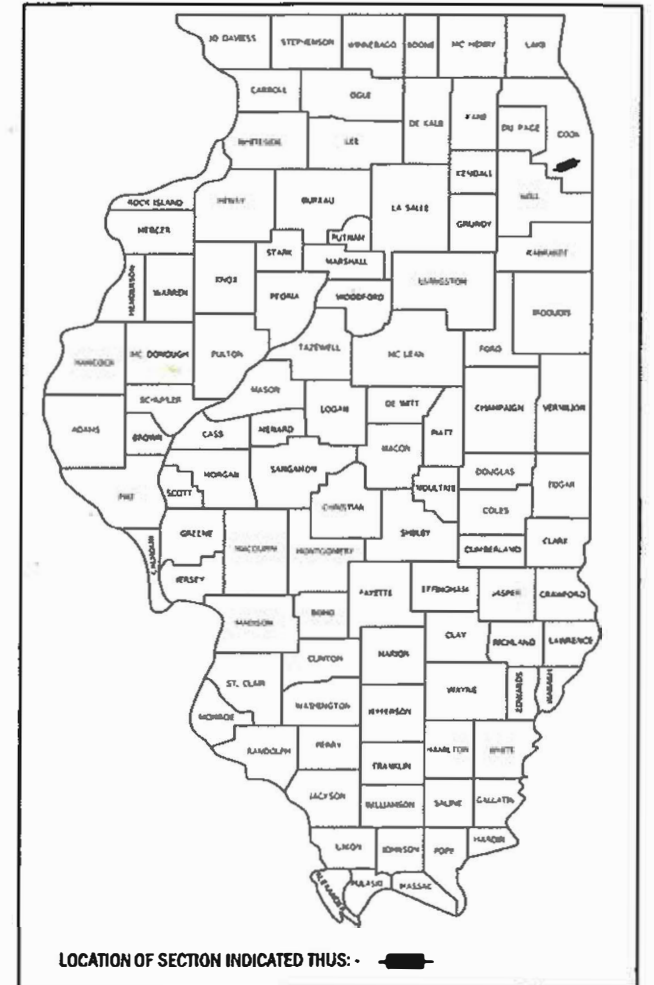 JO DAVIESS STEPHENSON WINNEBAGO BOONE MC HENRY LAKE
CARROLL OGLE
DE KALB KANE DU PAGE COOK
WHITESIDE LEE
KENDALL WILL
ROCK ISLAND HENRY BUREAU LA SALLE
GRUNDY
MERCER PUTNAM
STARK MARSHALL KANKAKEE
HENDERSON WARREN KNOX PEORIA WOODFORD LIVINGSTON
IROQUOIS
HANCOCK MC DONOUGH FULTON TAZEWELL MC LEAN FORD
MASON
SCHUYLER LOGAN DE WITT CHAMPAIGN VERMILION
ADAMS BROWN CASS MENARD PIATT
MACON
MORGAN SANGAMON DOUGLAS
PIKE SCOTT CHRISTIAN MOULTRIE EDGAR
COLES
GREENE SHELBY
CALHOUN MACOUPIN MONTGOMERY CUMBERLAND CLARK
JERSEY FAYETTE EFFINGHAM JASPER CRAWFORD
MADISON BOND
CLAY RICHLAND LAWRENCE
CLINTON MARION
ST. CLAIR WAYNE EDWARDS WABASH
WASHINGTON JEFFERSON
MONROE
RANDOLPH PERRY HAMILTON WHITE
FRANKLIN
JACKSON WILLIAMSON SALINE GALLATIN
UNION JOHNSON POPE HARDIN
ALEXANDER PULASKI MASSAC
LOCATION OF SECTION INDICATED THUS: -